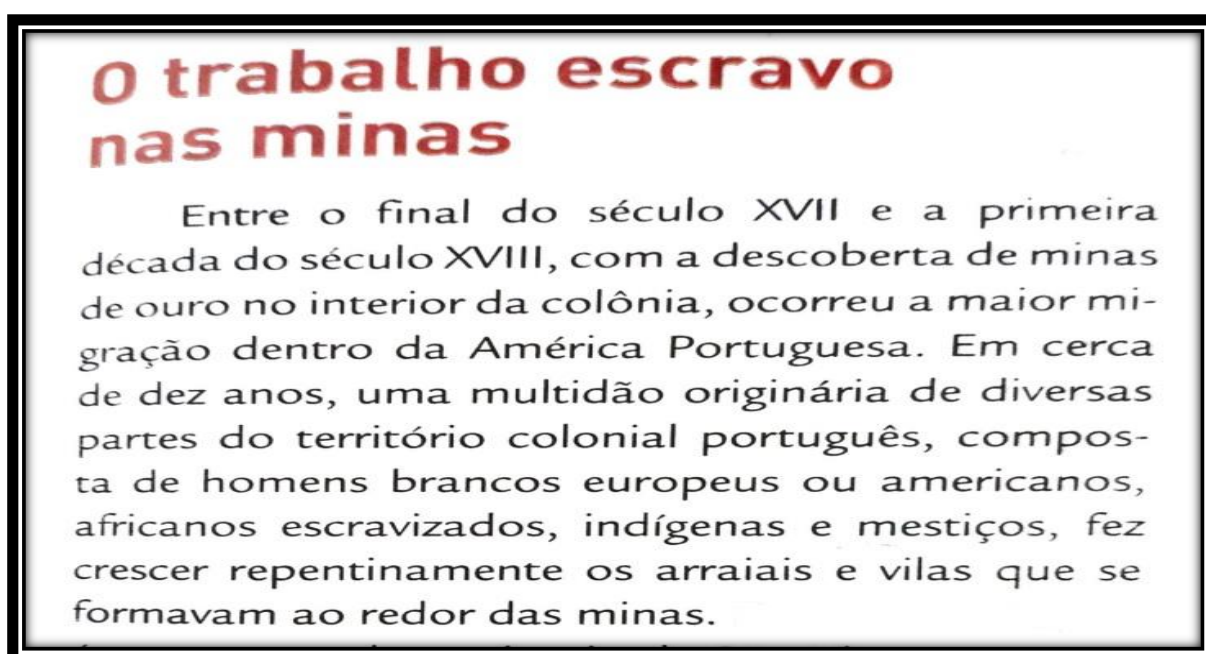 O trabalho escravo
nas minas
Entre o final do século XVII e a primeira
década do século XVIII, com a descoberta de minas
de ouro no interior da colônia, ocorreu a maior mi-
gração dentro da América Portuguesa. Em cerca
de dez anos, uma multidão originária de diversas
partes do território colonial português, compos-
ta de homens brancos europeus ou americanos,
africanos escravizados, indígenas e mestiços, fez
crescer repentinamente os arraiais e vilas que se
formavam ao redor das minas.